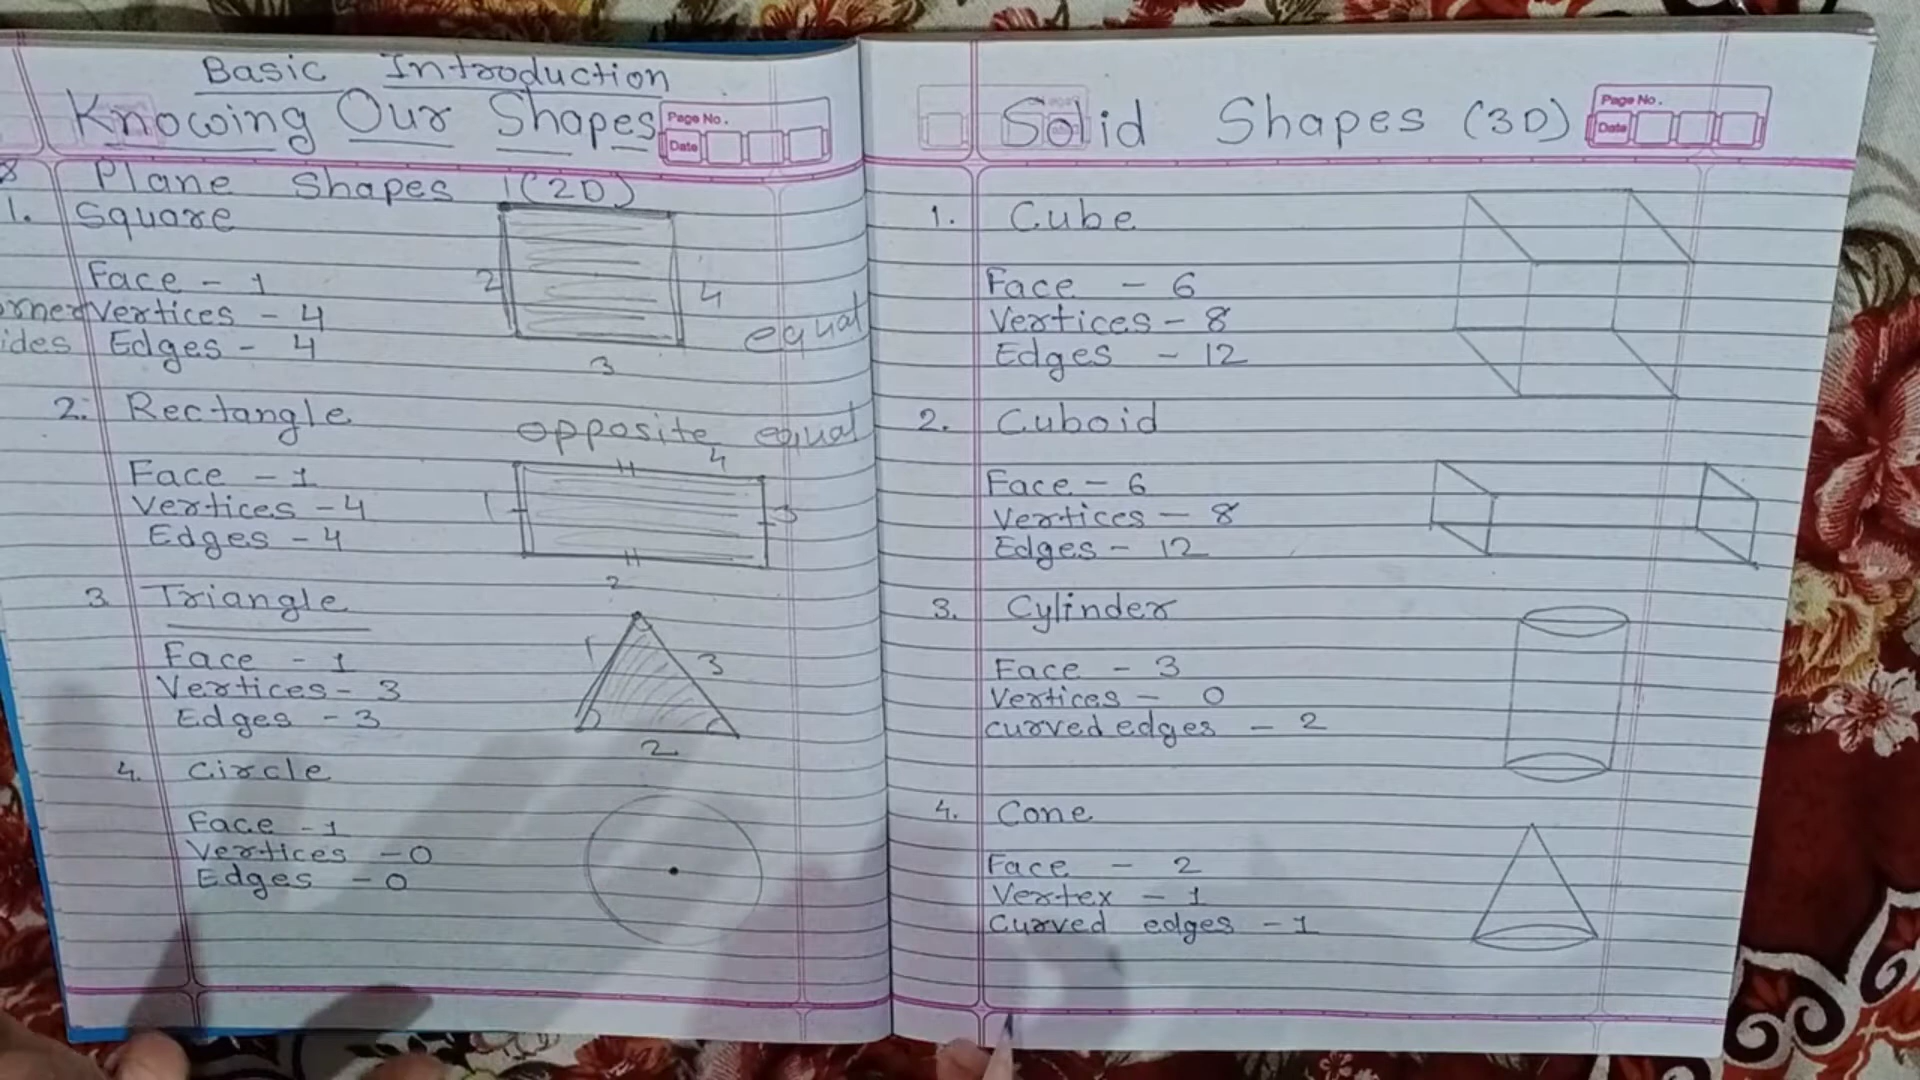 Basic Introduction
Knowing Our Shapes
Page No.
Date
Plane Shapes (2D)
1. Square
Face - 1
Vertices - 4
ides Edges - 4
2
4
3
equal
2. Rectangle
opposite equal
Face - 1
Vertices - 4
Edges - 4
4
1
3
2
3 Triangle
Face - 1
Vertices - 3
Edges - 3
1
3
2
4. Circle
Face - 1
Vertices - 0
Edges - 0
Solid Shapes (3D)
Page No.
Date
1. Cube
Face - 6
Vertices - 8
Edges - 12
2. Cuboid
Face - 6
Vertices - 8
Edges - 12
3. Cylinder
Face - 3
Vertices - 0
curved edges - 2
4. Cone
Face - 2
Vertex - 1
Curved edges - 1